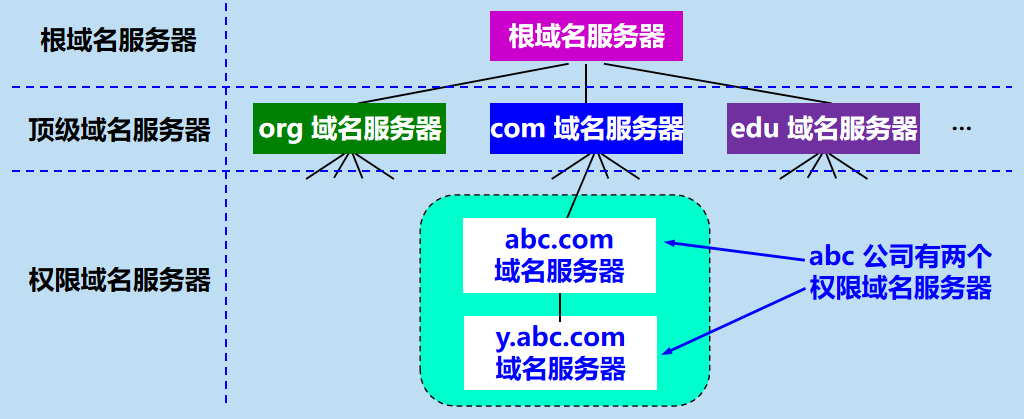 根域名服务器
根域名服务器
顶级域名服务器
org 域名服务器
com 域名服务器
edu 域名服务器
…
权限域名服务器
abc.com
域名服务器
y.abc.com
域名服务器
abc 公司有两个
权限域名服务器